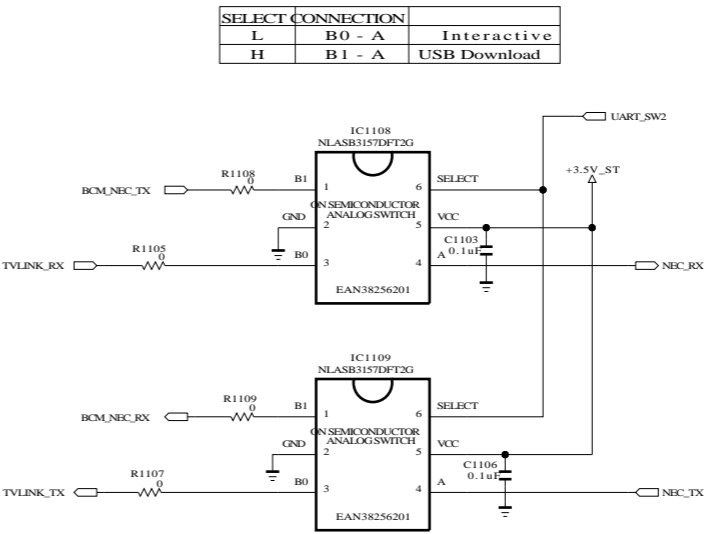 SELECT CONNECTION
L B0 - A Interactive
H B1 - A USB Download
UART_SW2
IC1108
NLASB3157DFT2G
+3.5V_ST
R1108
0
B1
1
6
SELECT
BCM_NEC_TX
ON SEMICONDUCTOR
ANALOG SWITCH
GND
2
5
VCC
C1103
0.1uF
R1105
0
B0
3
4
A
TVLINK_RX
NEC_RX
EAN38256201
IC1109
NLASB3157DFT2G
R1109
0
B1
1
6
SELECT
BCM_NEC_RX
ON SEMICONDUCTOR
ANALOG SWITCH
GND
2
5
VCC
C1106
0.1uF
R1107
0
B0
3
4
A
TVLINK_TX
NEC_TX
EAN38256201